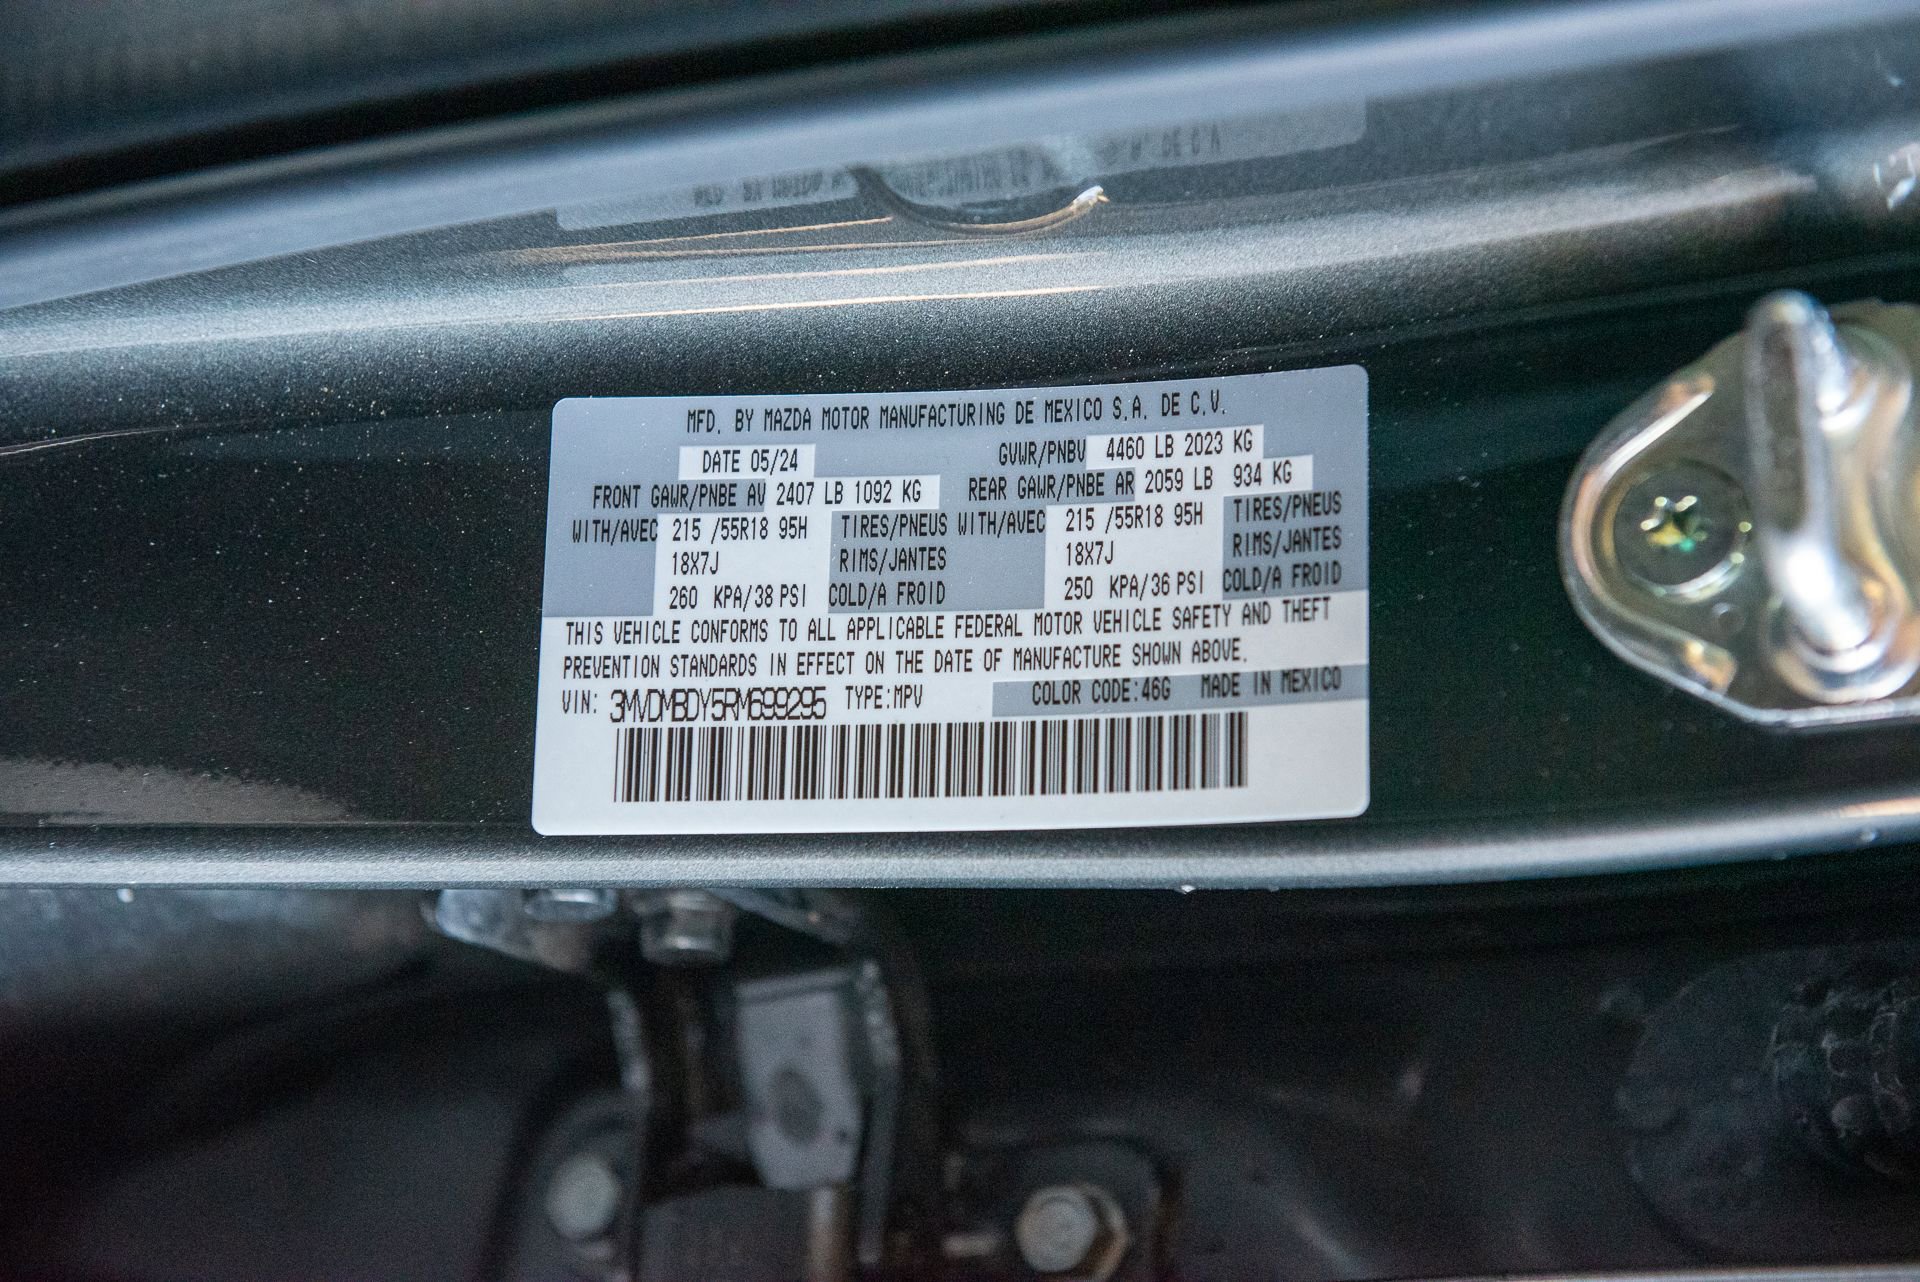 MFD. BY MAZDA MOTOR MANUFACTURING DE MEXICO S.A. DE C.V.
DATE 05/24 GVWR/PNBV 4460 LB 2023 KG
FRONT GAWR/PNBE AV 2407 LB 1092 KG REAR GAWR/PNBE AR 2059 LB 934 KG
WITH/AVEC 215 /55R18 95H TIRES/PNEUS WITH/AVEC 215 /55R18 95H TIRES/PNEUS
18X7J RIMS/JANTES 18X7J RIMS/JANTES
260 KPA/38 PSI COLD/A FROID 250 KPA/36 PSI COLD/A FROID
THIS VEHICLE CONFORMS TO ALL APPLICABLE FEDERAL MOTOR VEHICLE SAFETY AND THEFT
PREVENTION STANDARDS IN EFFECT ON THE DATE OF MANUFACTURE SHOWN ABOVE.
VIN: 3MVDMBDY5RM699295 TYPE:MPV COLOR CODE:46G MADE IN MEXICO